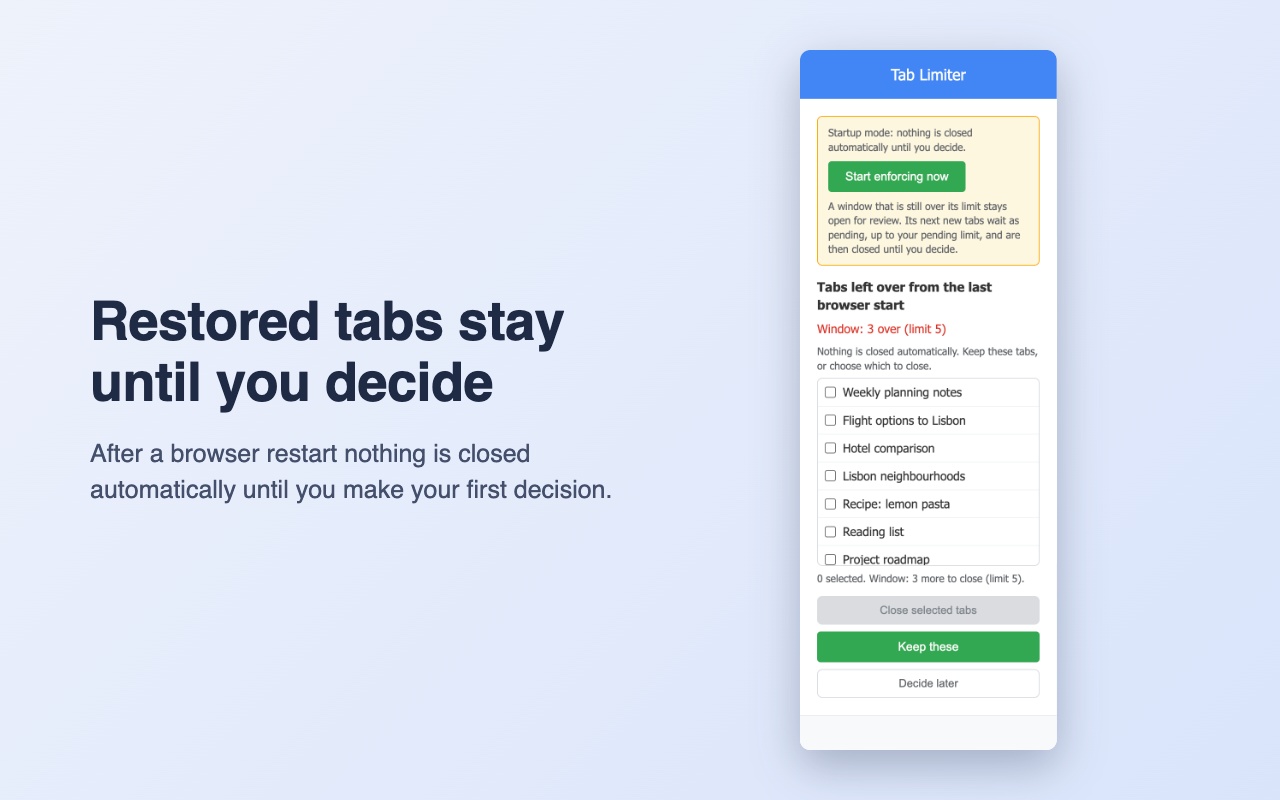 Restored tabs stay
until you decide
After a browser restart nothing is closed
automatically until you make your first decision.
Tab Limiter
Startup mode: nothing is closed
automatically until you decide.
Start enforcing now
A window that is still over its limit stays
open for review. Its next new tabs wait as
pending, up to your pending limit, and are
then closed until you decide.
Tabs left over from the last
browser start
Window: 3 over (limit 5)
Nothing is closed automatically. Keep these tabs,
or choose which to close.
Weekly planning notes
Flight options to Lisbon
Hotel comparison
Lisbon neighbourhoods
Recipe: lemon pasta
Reading list
Project roadmap
0 selected. Window: 3 more to close (limit 5).
Close selected tabs
Keep these
Decide later